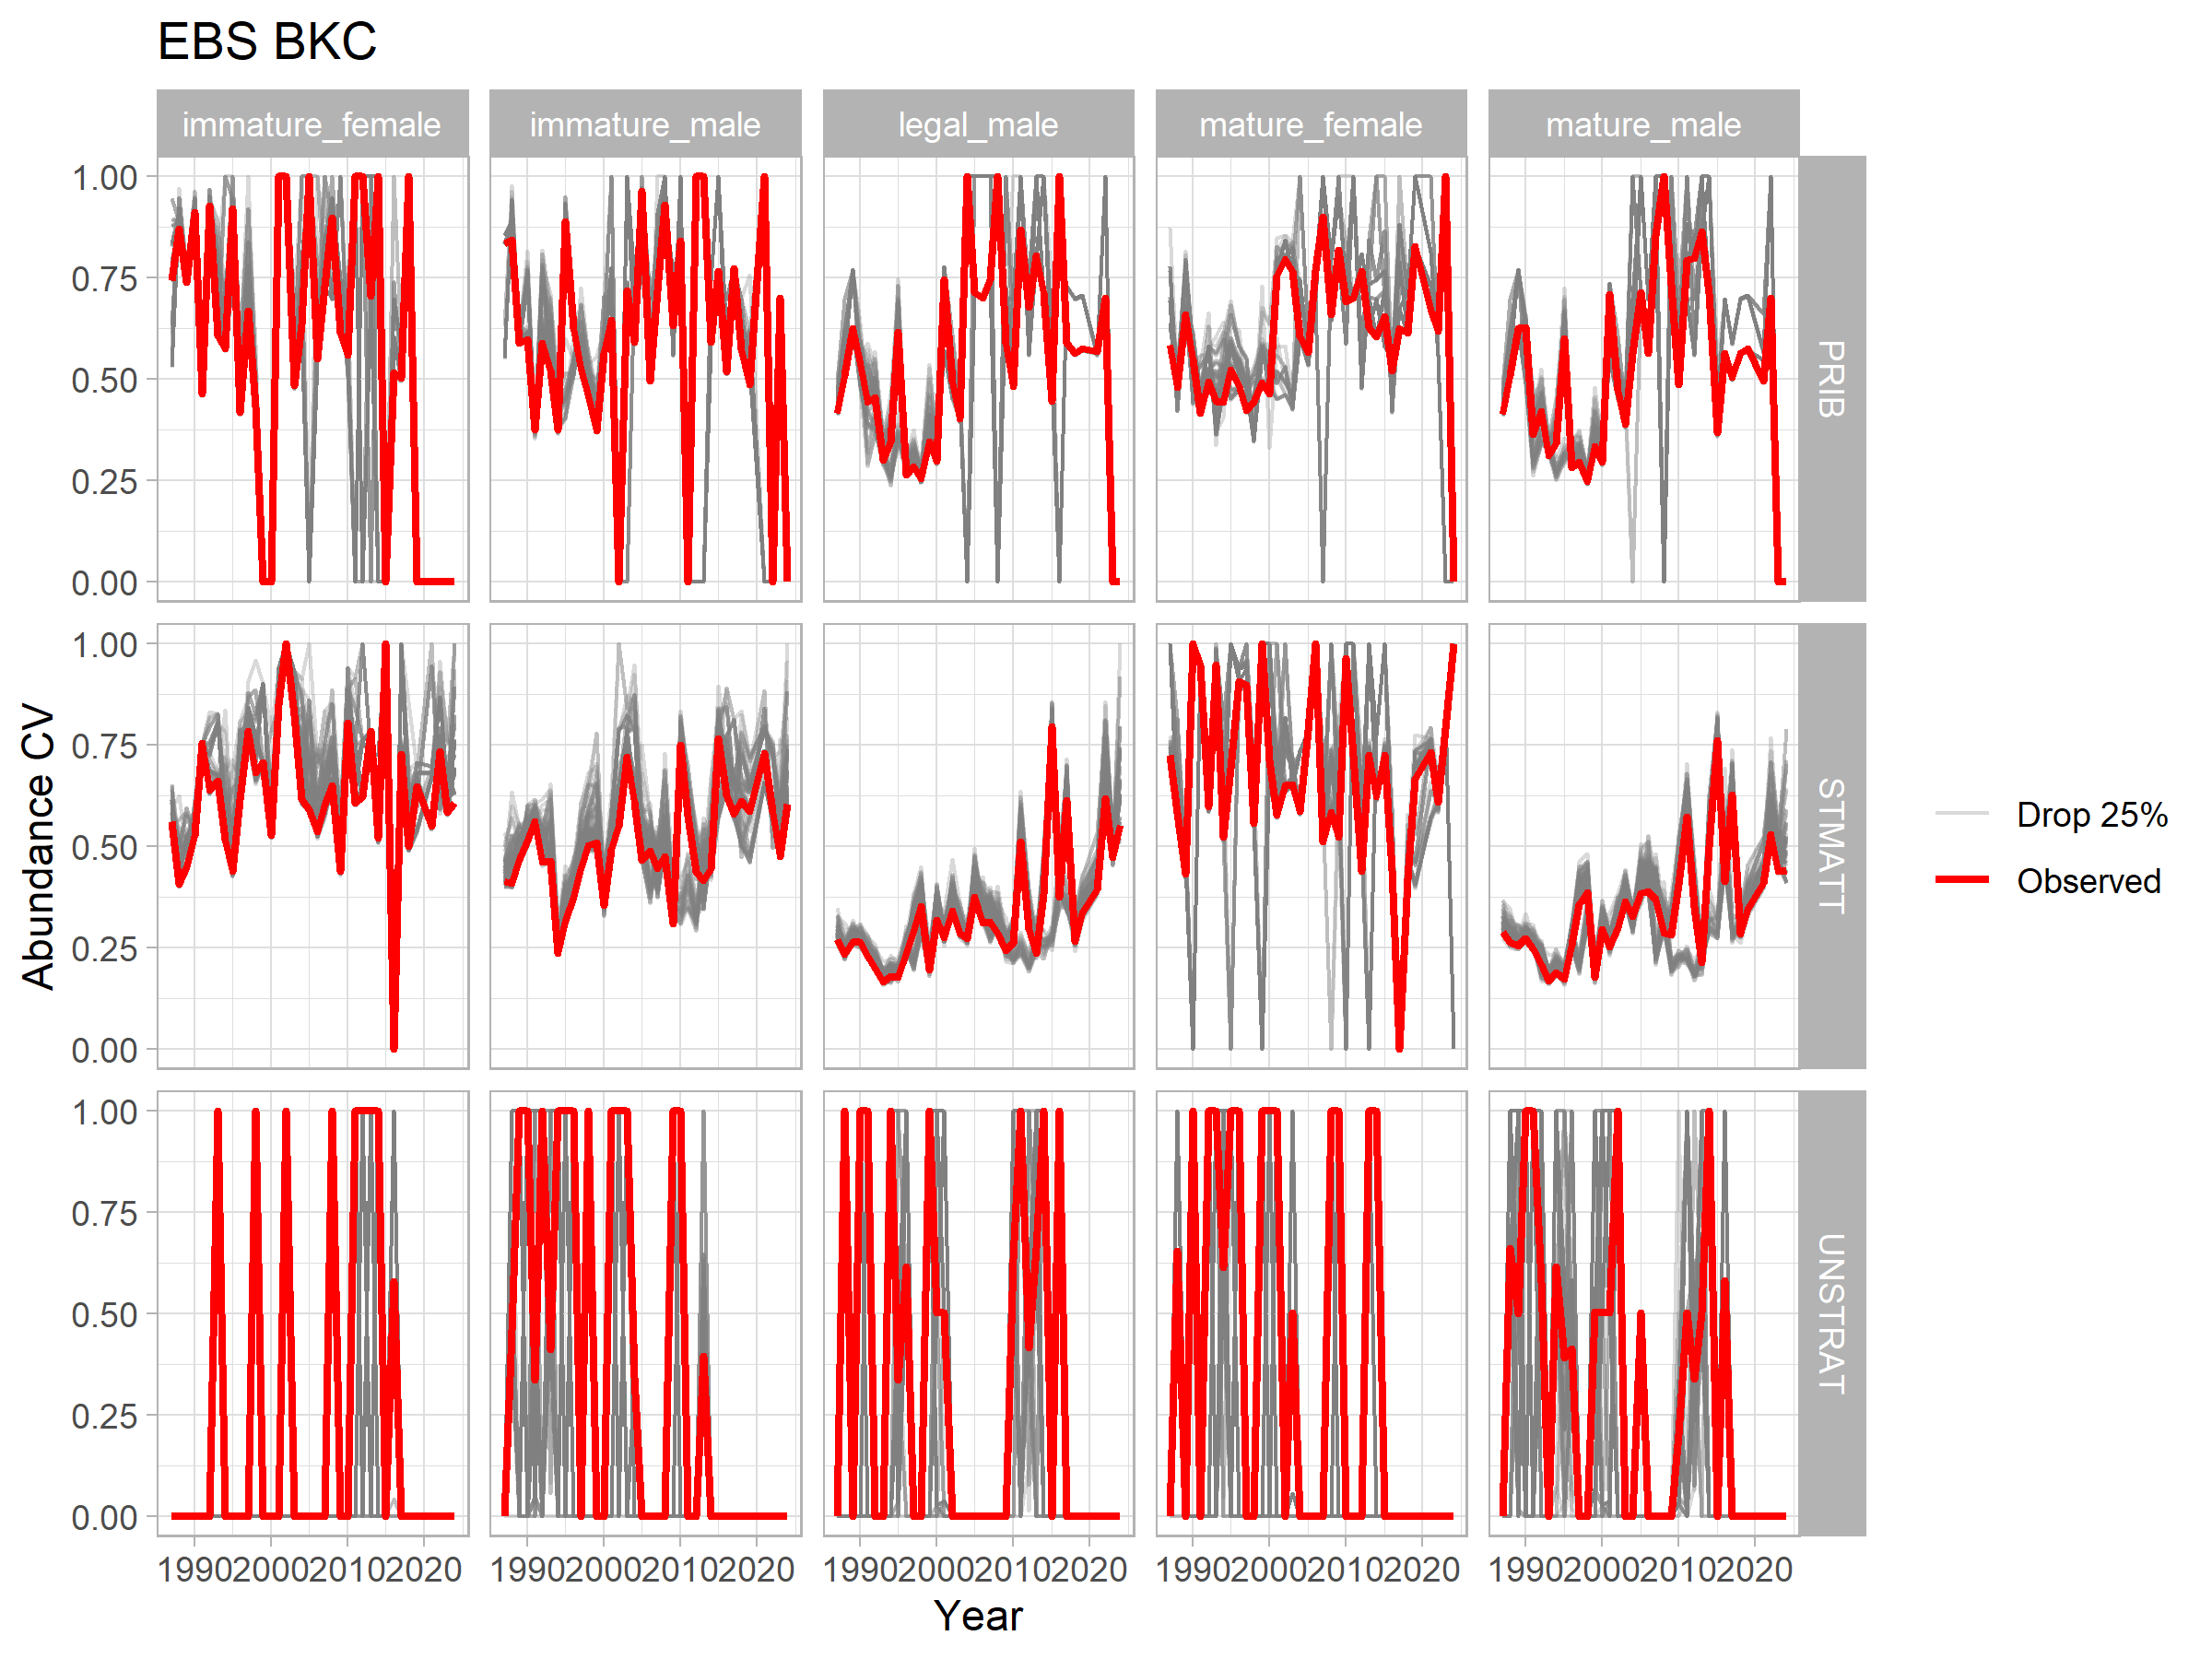 EBS BKC
immature_female immature_male legal_male mature_female mature_male
1.00
0.75
0.50
0.25
0.00
PRIB
1.00
0.75
0.50
0.25
0.00
STMATT
1.00
0.75
0.50
0.25
0.00
UNSTRAT
Abundance CV
1990 2000 2010 2020 1990 2000 2010 2020 1990 2000 2010 2020 1990 2000 2010 2020 1990 2000 2010 2020
Year
Drop 25%
Observed